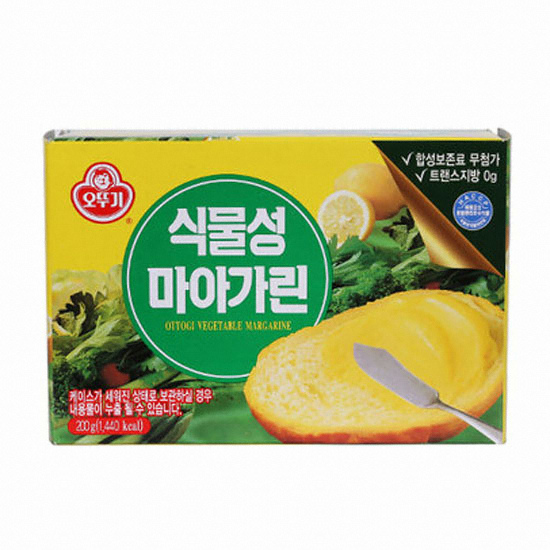 ✓ 합성보존료 무첨가
✓ 트랜스지방 0g
HACCP
오뚜기
®
식물성
마아가린
OTTOGI VEGETABLE MARGARINE
케이스가 세워진 상태로 보관하실 경우
내용물이 누출 될 수 있습니다.
200g(1,440 kcal)